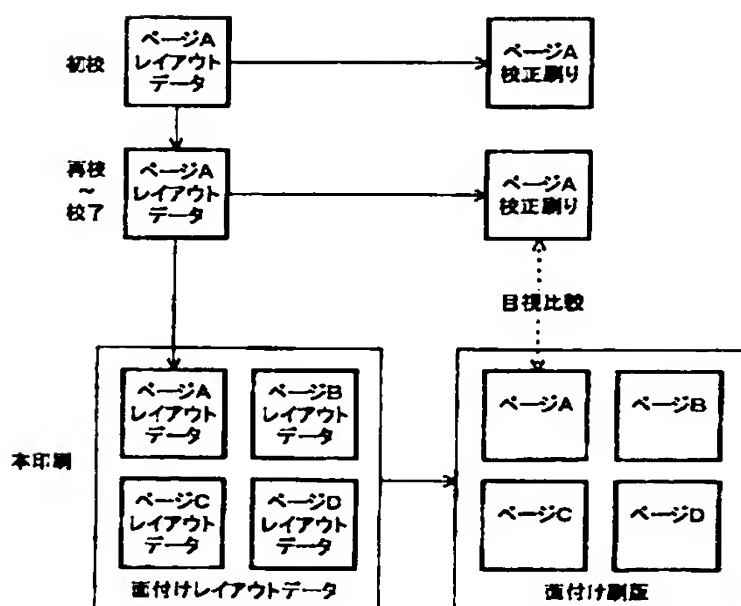 初校
ページA
レイアウト
データ
ページA
校正刷り
再校
~
校了
ページA
レイアウト
データ
ページA
校正刷り
目視比較
本印刷
ページA
レイアウト
データ
ページB
レイアウト
データ
ページC
レイアウト
データ
ページD
レイアウト
データ
面付けレイアウトデータ
ページA
ページB
ページC
ページD
面付け刷版